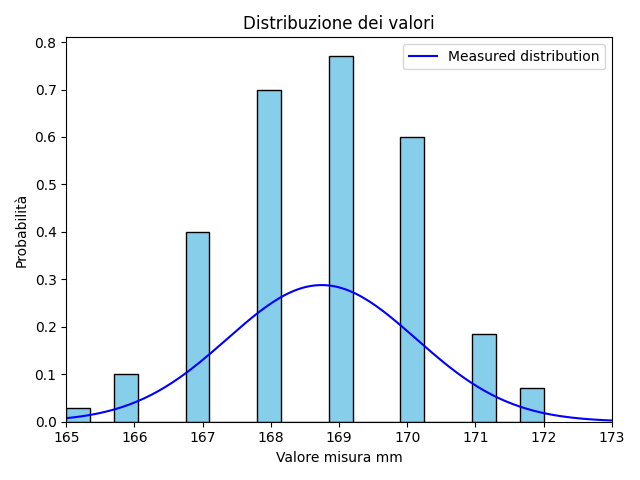 Distribuzione dei valori
Measured distribution
Probabilità
0.8
0.7
0.6
0.5
0.4
0.3
0.2
0.1
0.0
165 166 167 168 169 170 171 172 173
Valore misura mm